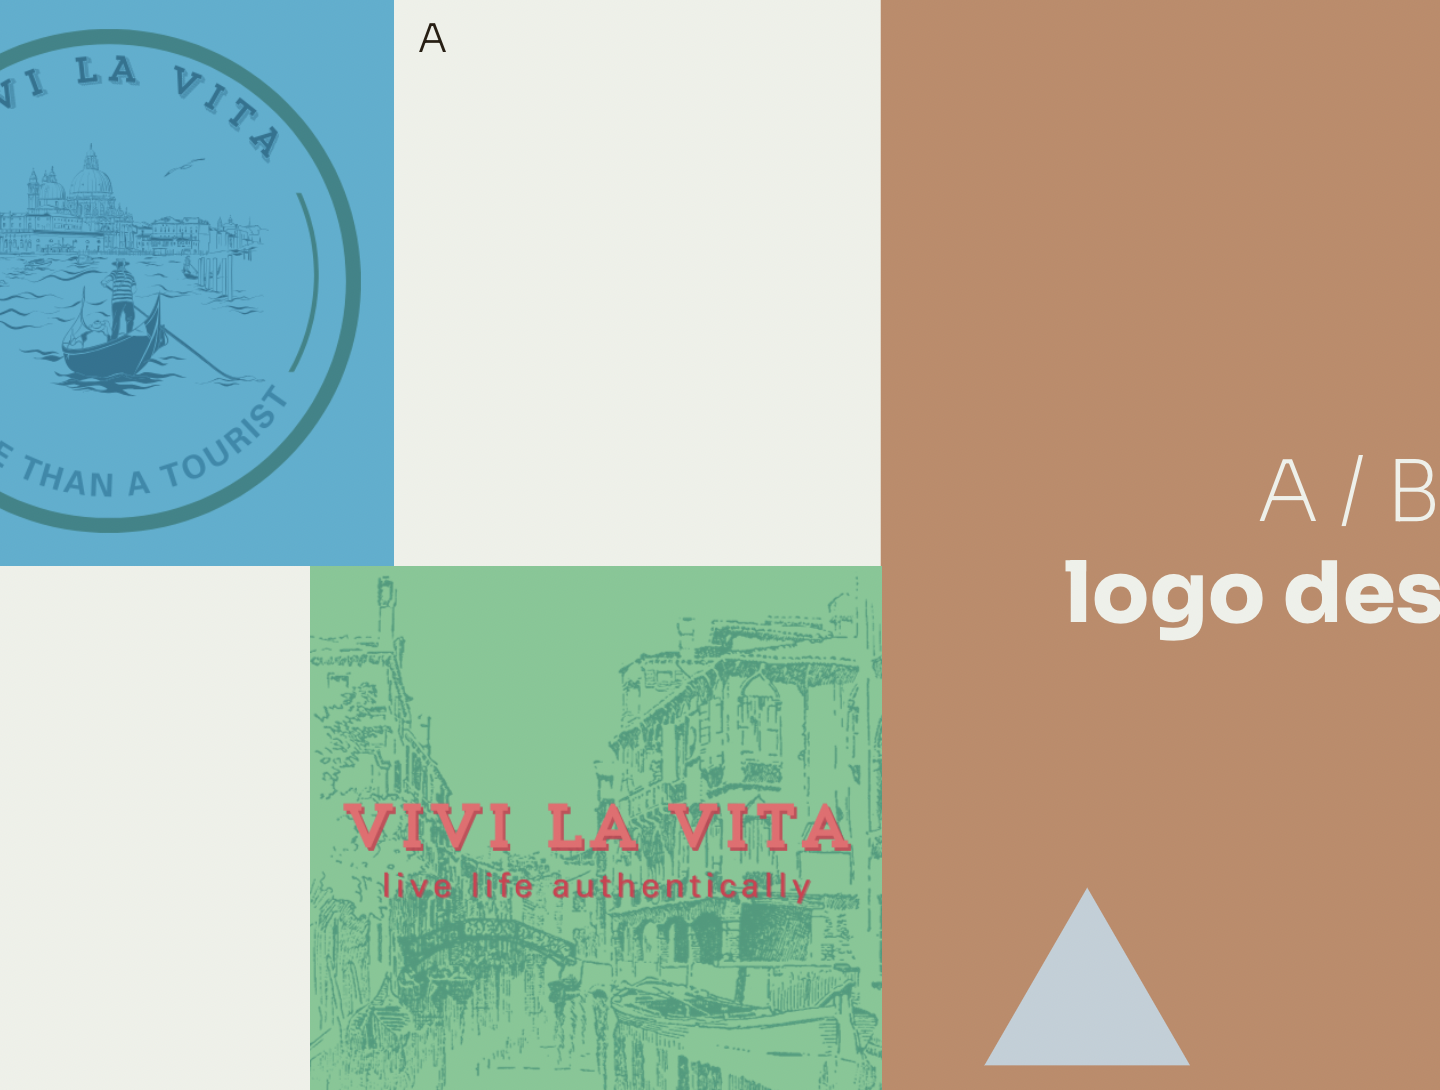 VI LA VITA
THAN A TOURIST
A
A / B
logo des
VIVI LA VITA
live life authentically